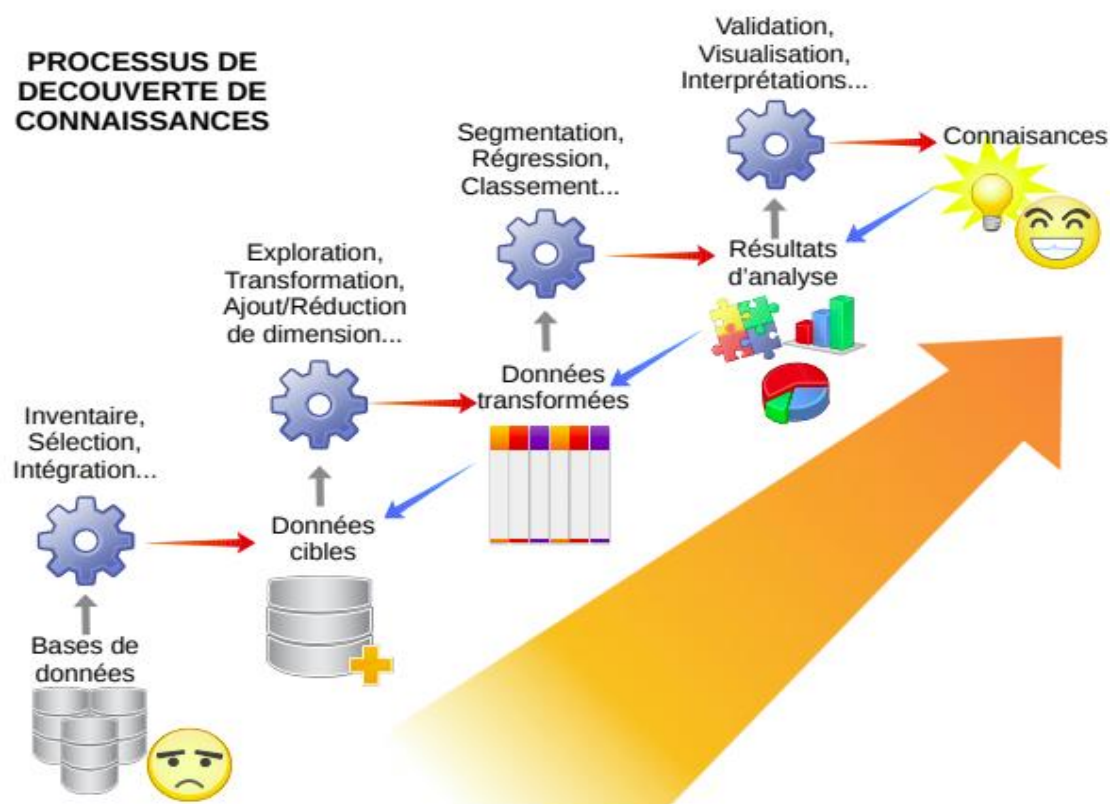 PROCESSUS DE
DECOUVERTE DE
CONNAISSANCES
Validation,
Visualisation,
Interprétations...
Connaisances
Segmentation,
Régression,
Classement...
Résultats
d'analyse
Exploration,
Transformation,
Ajout/Réduction
de dimension...
Données
transformées
Inventaire,
Sélection,
Intégration...
Données
cibles
Bases de
données